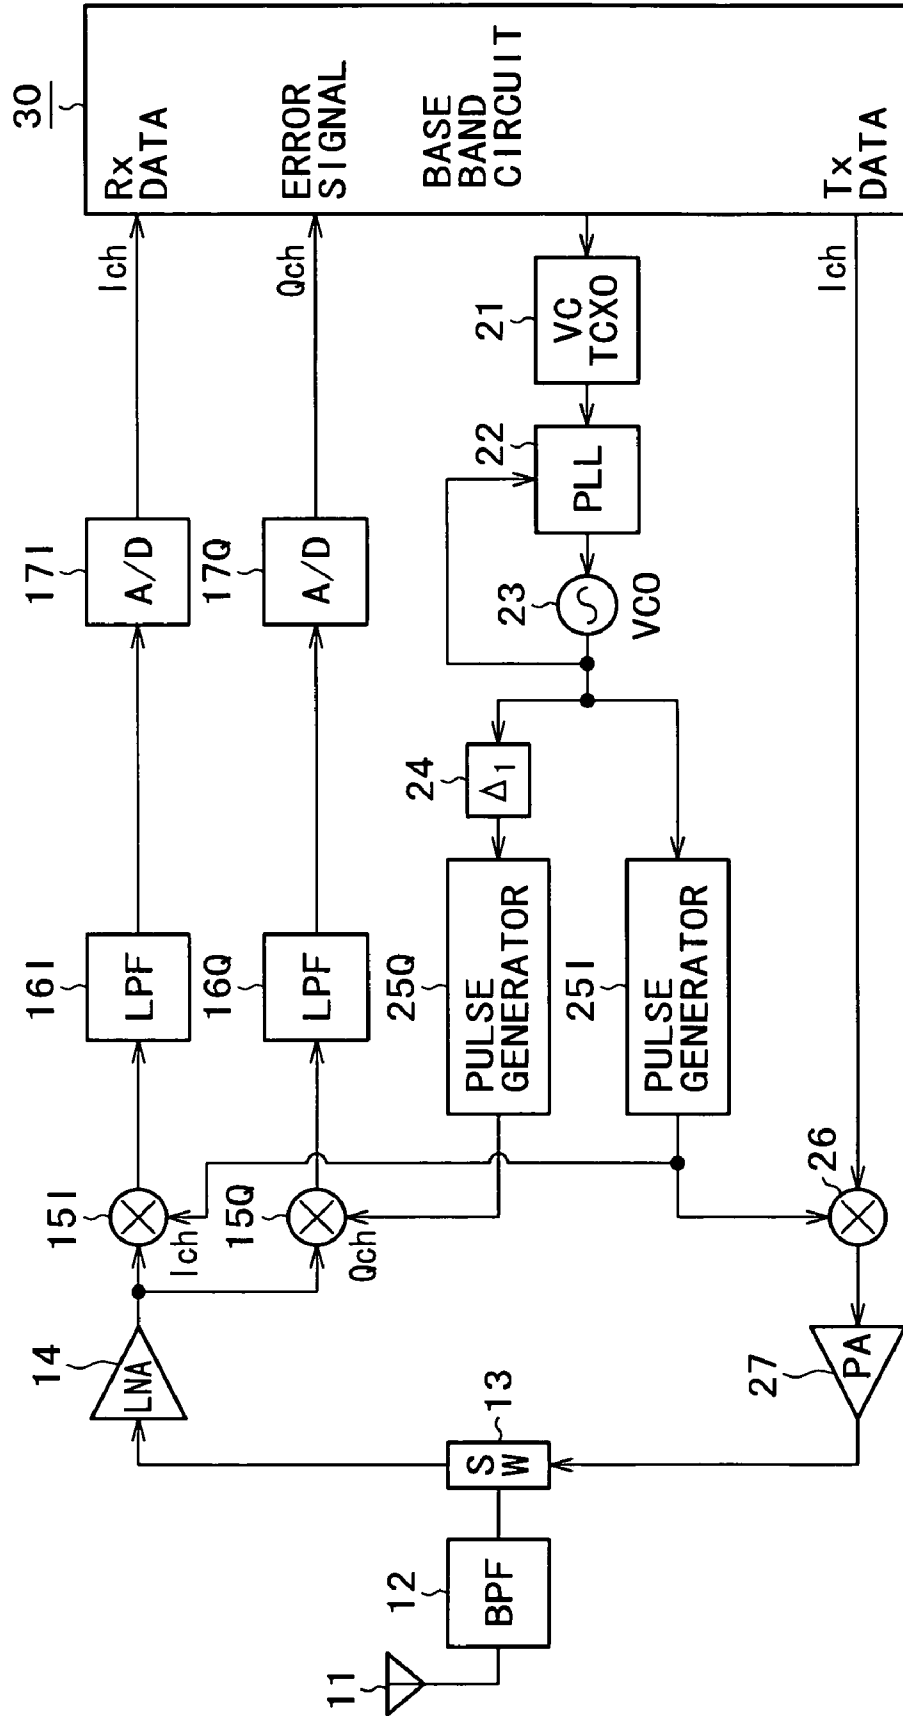 30
Rx
DATA
ERROR
SIGNAL
BASE
BAND
CIRCUIT
Tx
DATA
Ich
Qch
Ich
17I
A/D
17Q
A/D
21
VC
TCXO
22
PLL
23
VCO
24
Δ1
16I
LPF
16Q
LPF
25Q
PULSE
GENERATOR
25I
PULSE
GENERATOR
15I
Ich
15Q
Qch
26
14
LNA
27
PA
13
SW
12
BPF
11